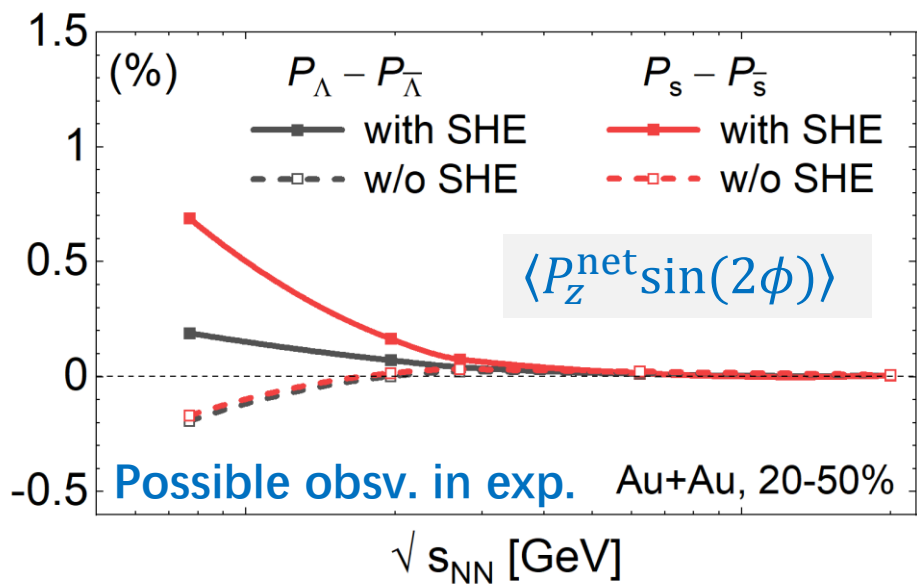 1.5
(%) P_Λ − P_Λ̅ P_s − P_s̅
with SHE with SHE
1
w/o SHE w/o SHE
0.5
⟨P_z^net sin(2ϕ)⟩
0
-0.5
Possible obsv. in exp. Au+Au, 20-50%
√ s_NN [GeV]